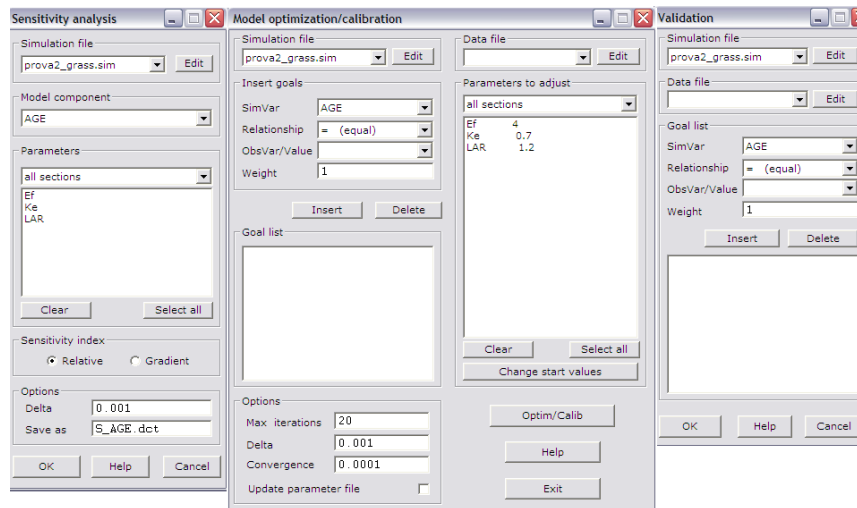 Sensitivity analysis
Simulation file
prova2_grass.sim
Edit
Model component
AGE
Parameters
all sections
Ef
Ke
LAR
Clear
Select all
Sensitivity index
Relative
Gradient
Options
Delta
0.001
Save as
S_AGE.dct
OK
Help
Cancel
Model optimization/calibration
Simulation file
prova2_grass.sim
Edit
Insert goals
SimVar
AGE
Relationship
= (equal)
ObsVar/Value
Weight
1
Insert
Delete
Goal list
Options
Max iterations
20
Delta
0.001
Convergence
0.0001
Update parameter file
Data file
Edit
Parameters to adjust
all sections
Ef 4
Ke 0.7
LAR 1.2
Clear
Select all
Change start values
Optim/Calib
Help
Exit
Validation
Simulation file
prova2_grass.sim
Edit
Data file
Edit
Goal list
SimVar
AGE
Relationship
= (equal)
ObsVar/Value
Weight
1
Insert
Delete
OK
Help
Cancel